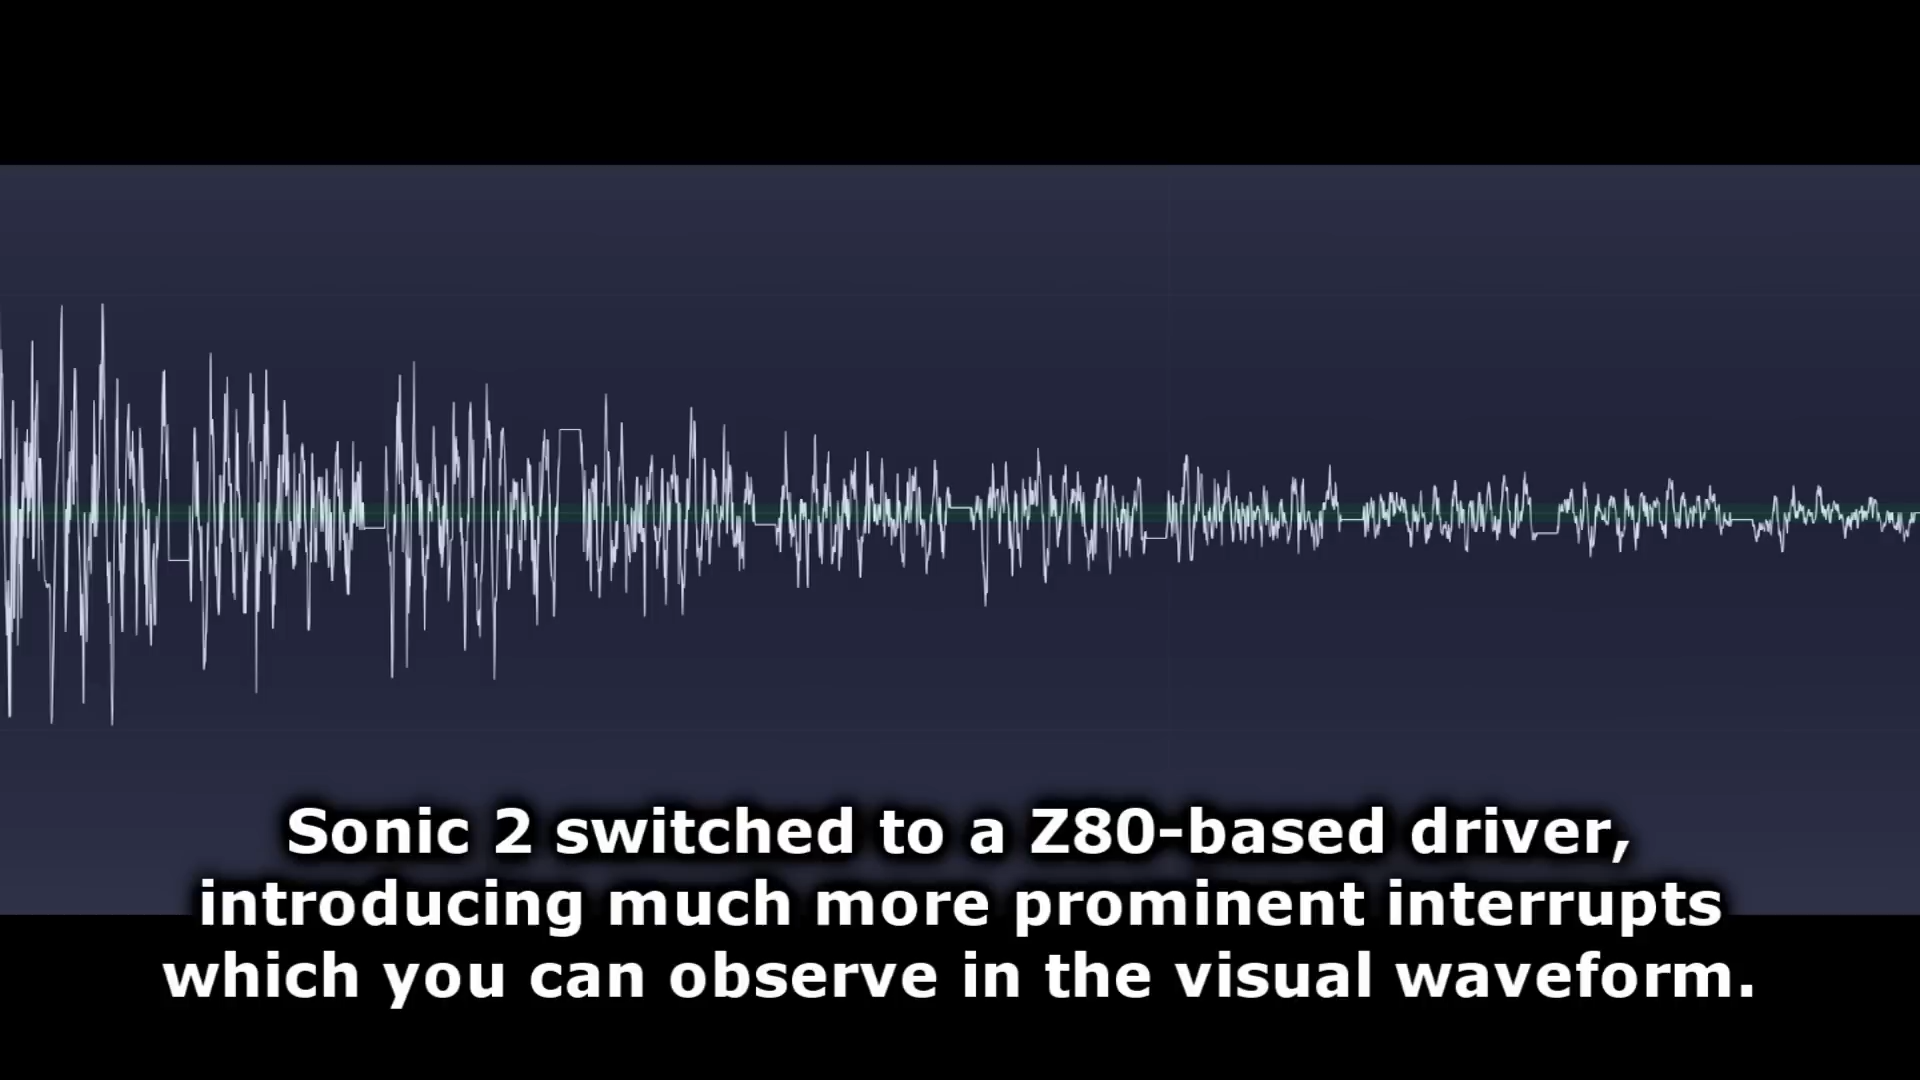 Sonic 2 switched to a Z80-based driver,
introducing much more prominent interrupts
which you can observe in the visual waveform.